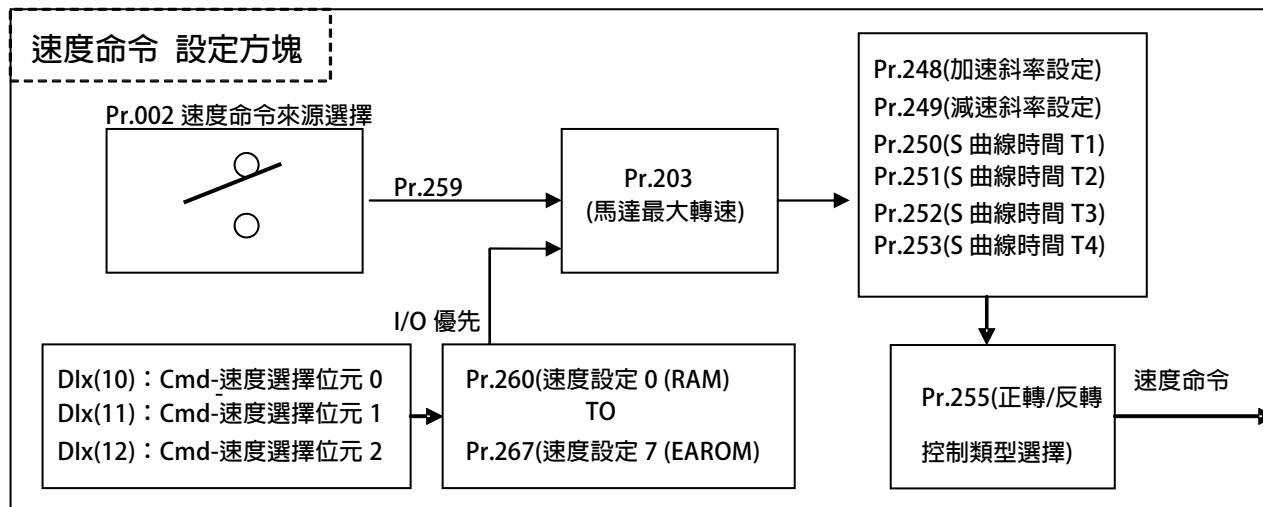 速度命令 設定方塊
Pr.002 速度命令來源選擇
Pr.259
Pr.203
(馬達最大轉速)
Pr.248(加速斜率設定)
Pr.249(減速斜率設定)
Pr.250(S 曲線時間 T1)
Pr.251(S 曲線時間 T2)
Pr.252(S 曲線時間 T3)
Pr.253(S 曲線時間 T4)
I/O 優先
DIx(10)：Cmd-速度選擇位元 0
DIx(11)：Cmd-速度選擇位元 1
DIx(12)：Cmd-速度選擇位元 2
Pr.260(速度設定 0 (RAM)
TO
Pr.267(速度設定 7 (EAROM)
Pr.255(正轉/反轉
控制類型選擇)
速度命令